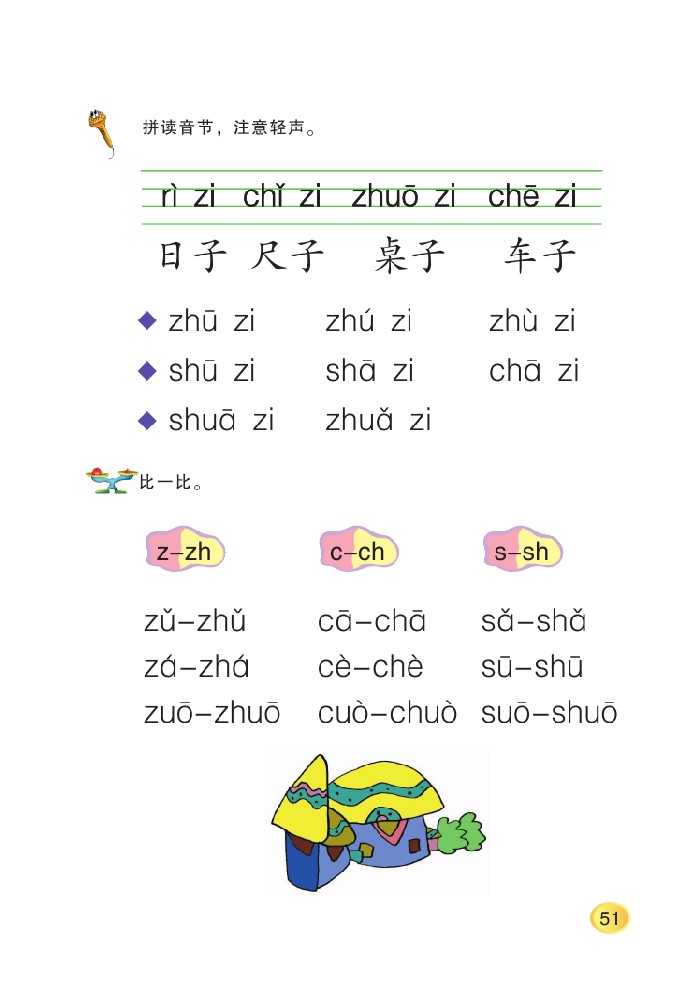 拼读音节，注意轻声。
rì zi chǐ zi zhuō zi chē zi
日子 尺子 桌子 车子
zhū zi zhú zi zhù zi
shū zi shā zi chā zi
shuā zi zhuǎ zi
比一比。
z–zh c–ch s–sh
zǔ–zhǔ cā–chā sǎ–shǎ
zá–zhá cè–chè sū–shū
zuō–zhuō cuò–chuò suō–shuō
51